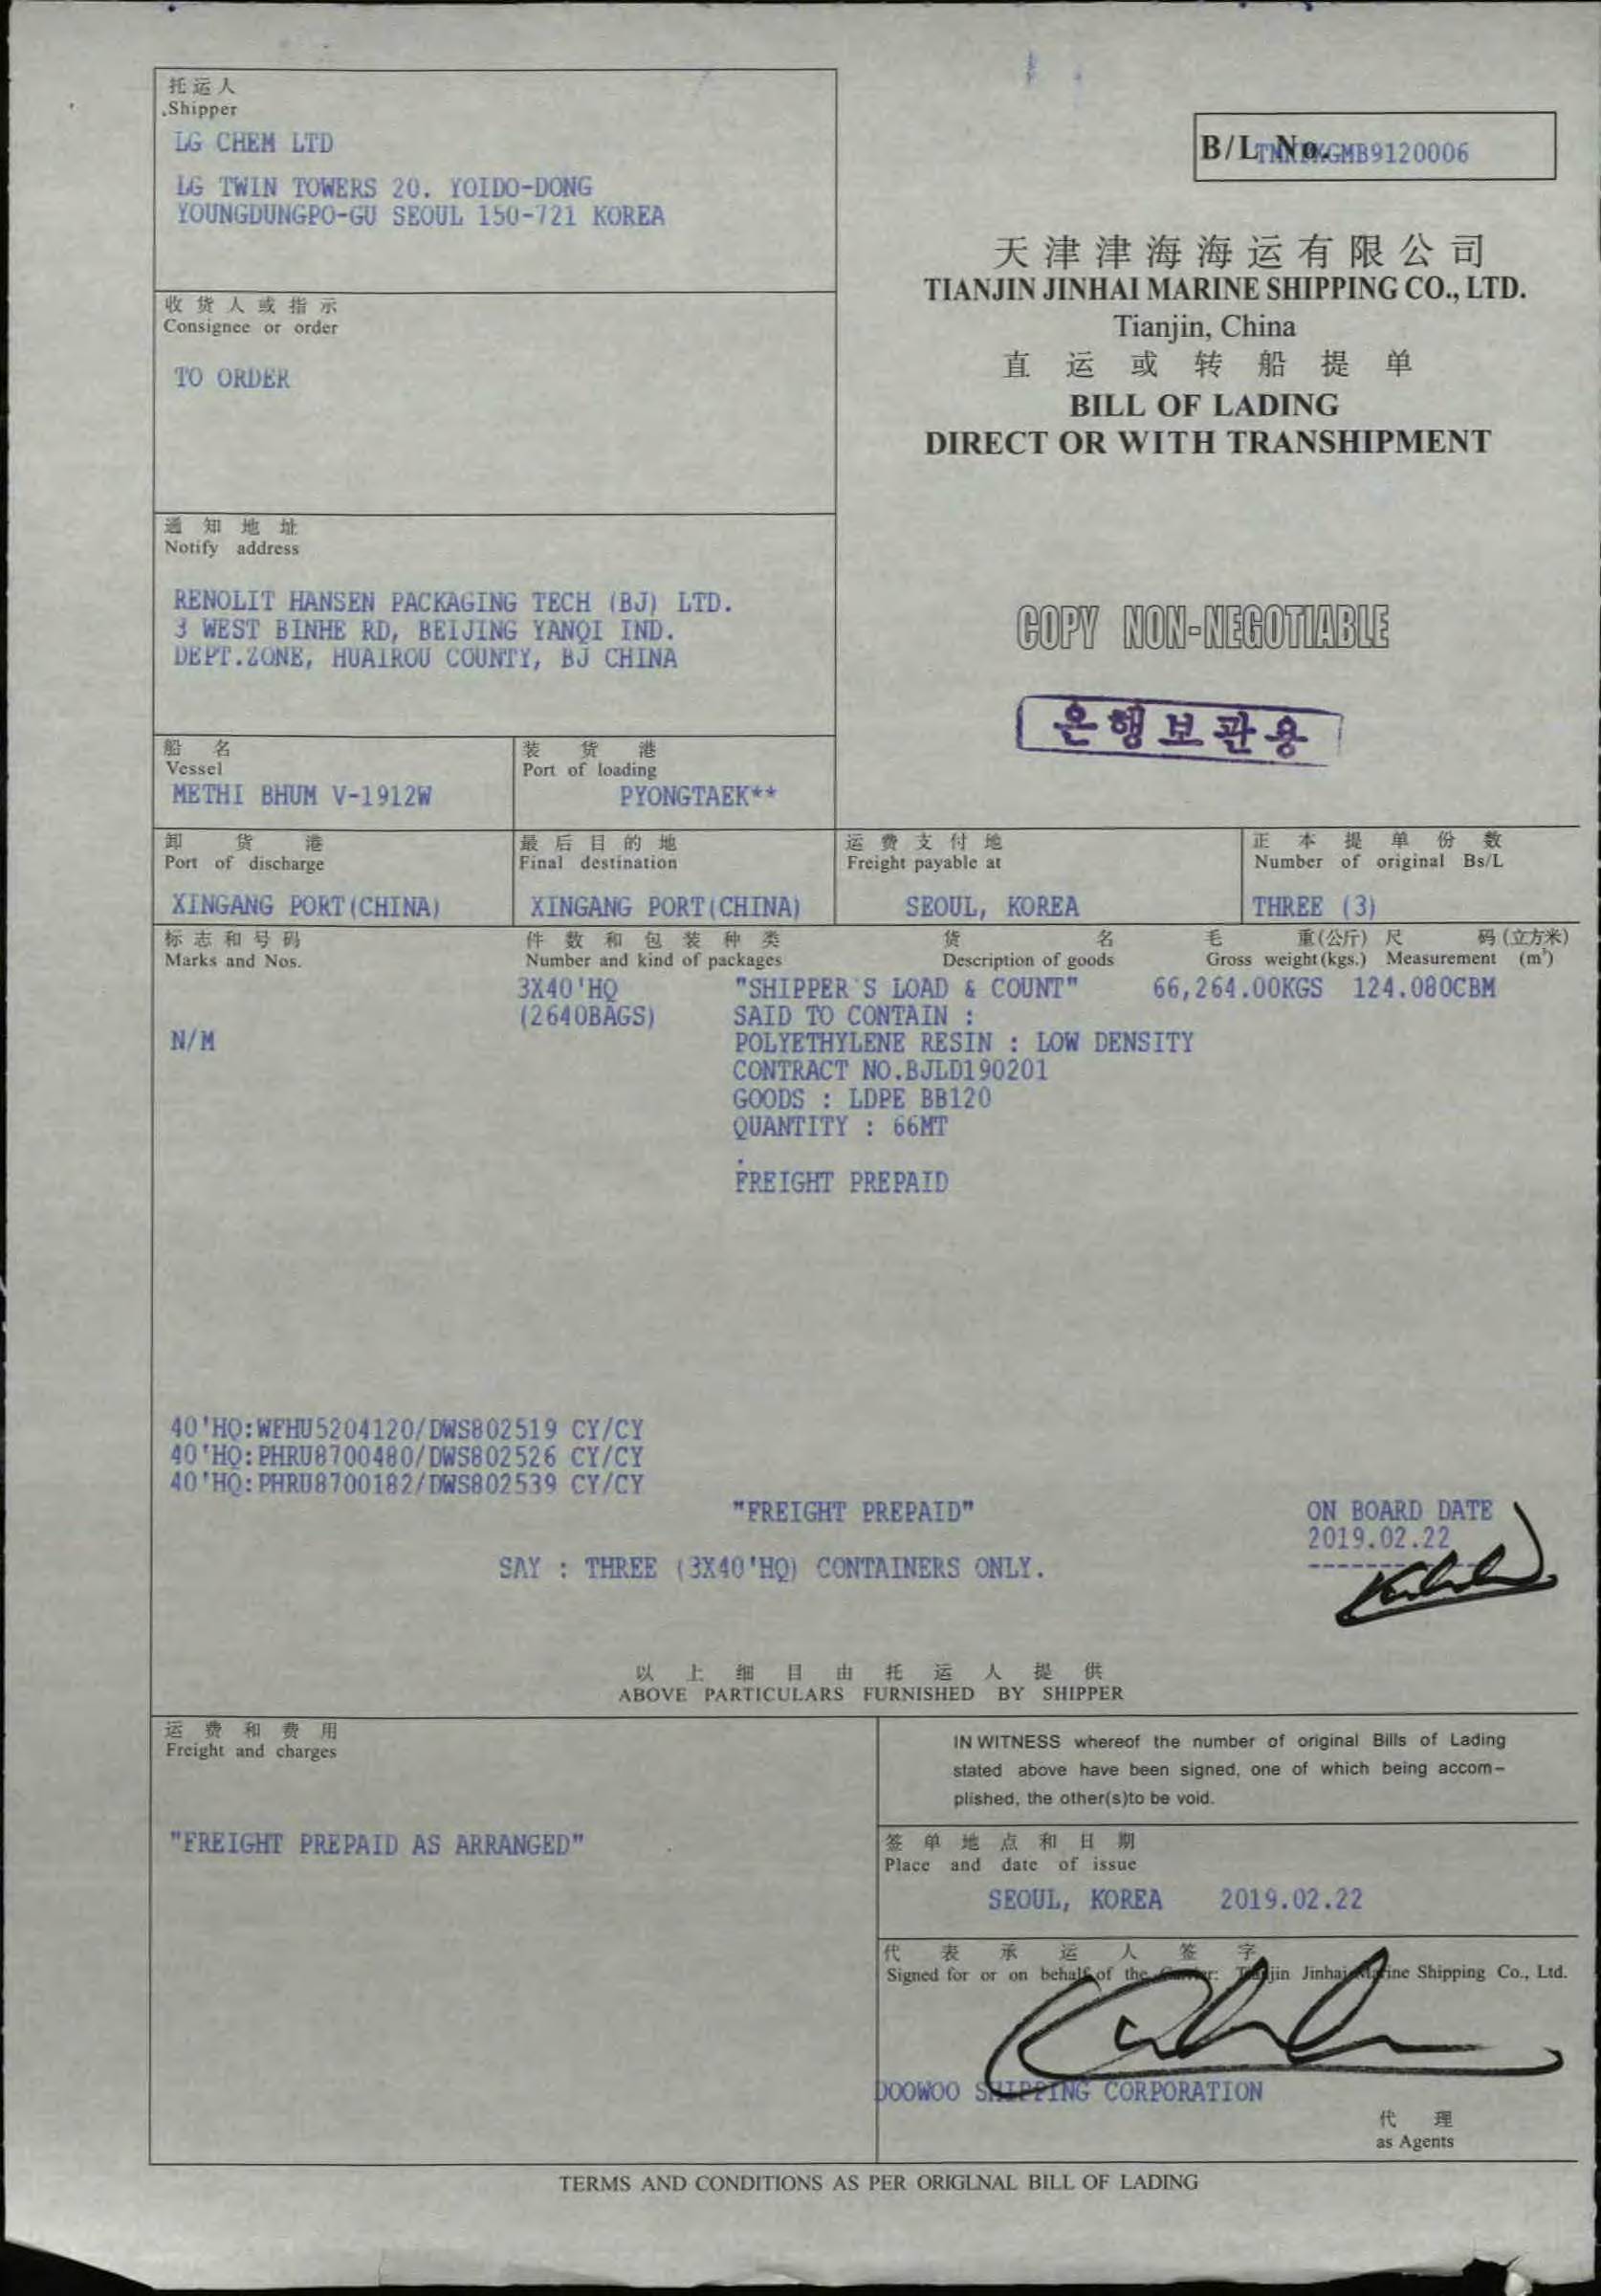 托运人
Shipper
LG CHEM LTD
LG TWIN TOWERS 20. YOIDO-DONG
YOUNGDUNGPO-GU SEOUL 150-721 KOREA
B/L No. GMB9120006
天津津海海运有限公司
TIANJIN JINHAI MARINE SHIPPING CO., LTD.
Tianjin, China
直运或转船提单
BILL OF LADING
DIRECT OR WITH TRANSHIPMENT
收货人或指示
Consignee or order
TO ORDER
通知地址
Notify address
RENOLIT HANSEN PACKAGING TECH (BJ) LTD.
3 WEST BINHE RD, BEIJING YANQI IND.
DEPT.ZONE, HUAIROU COUNTY, BJ CHINA
COPY NON-NEGOTIABLE
은행보관용
船名
Vessel
METHI BHUM V-1912W
装货港
Port of loading
PYONGTAEK**
卸货港
Port of discharge
XINGANG PORT(CHINA)
最后目的地
Final destination
XINGANG PORT(CHINA)
运费支付地
Freight payable at
SEOUL, KOREA
正本提单份数
Number of original Bs/L
THREE (3)
标志和号码 件数和包装种类 货名 毛重(公斤) 尺码(立方米)
Marks and Nos. Number and kind of packages Description of goods Gross weight(kgs.) Measurement (m³)
3X40'HQ "SHIPPER'S LOAD & COUNT" 66,264.00KGS 124.080CBM
(2640BAGS) SAID TO CONTAIN :
N/M POLYETHYLENE RESIN : LOW DENSITY
CONTRACT NO.BJLD190201
GOODS : LDPE BB120
QUANTITY : 66MT
.
FREIGHT PREPAID
40'HQ:WFHU5204120/DWS802519 CY/CY
40'HQ:PHRU8700480/DWS802526 CY/CY
40'HQ:PHRU8700182/DWS802539 CY/CY
"FREIGHT PREPAID" ON BOARD DATE
2019.02.22
SAY : THREE (3X40'HQ) CONTAINERS ONLY.
以上细目由托运人提供
ABOVE PARTICULARS FURNISHED BY SHIPPER
运费和费用
Freight and charges
"FREIGHT PREPAID AS ARRANGED"
IN WITNESS whereof the number of original Bills of Lading
stated above have been signed, one of which being accom-
plished, the other(s)to be void.
签单地点和日期
Place and date of issue
SEOUL, KOREA 2019.02.22
代表承运人签字
Signed for or on behalf of the Carrier: Tianjin Jinhai Marine Shipping Co., Ltd.
DOOWOO SHIPPING CORPORATION
代理
as Agents
TERMS AND CONDITIONS AS PER ORIGLNAL BILL OF LADING